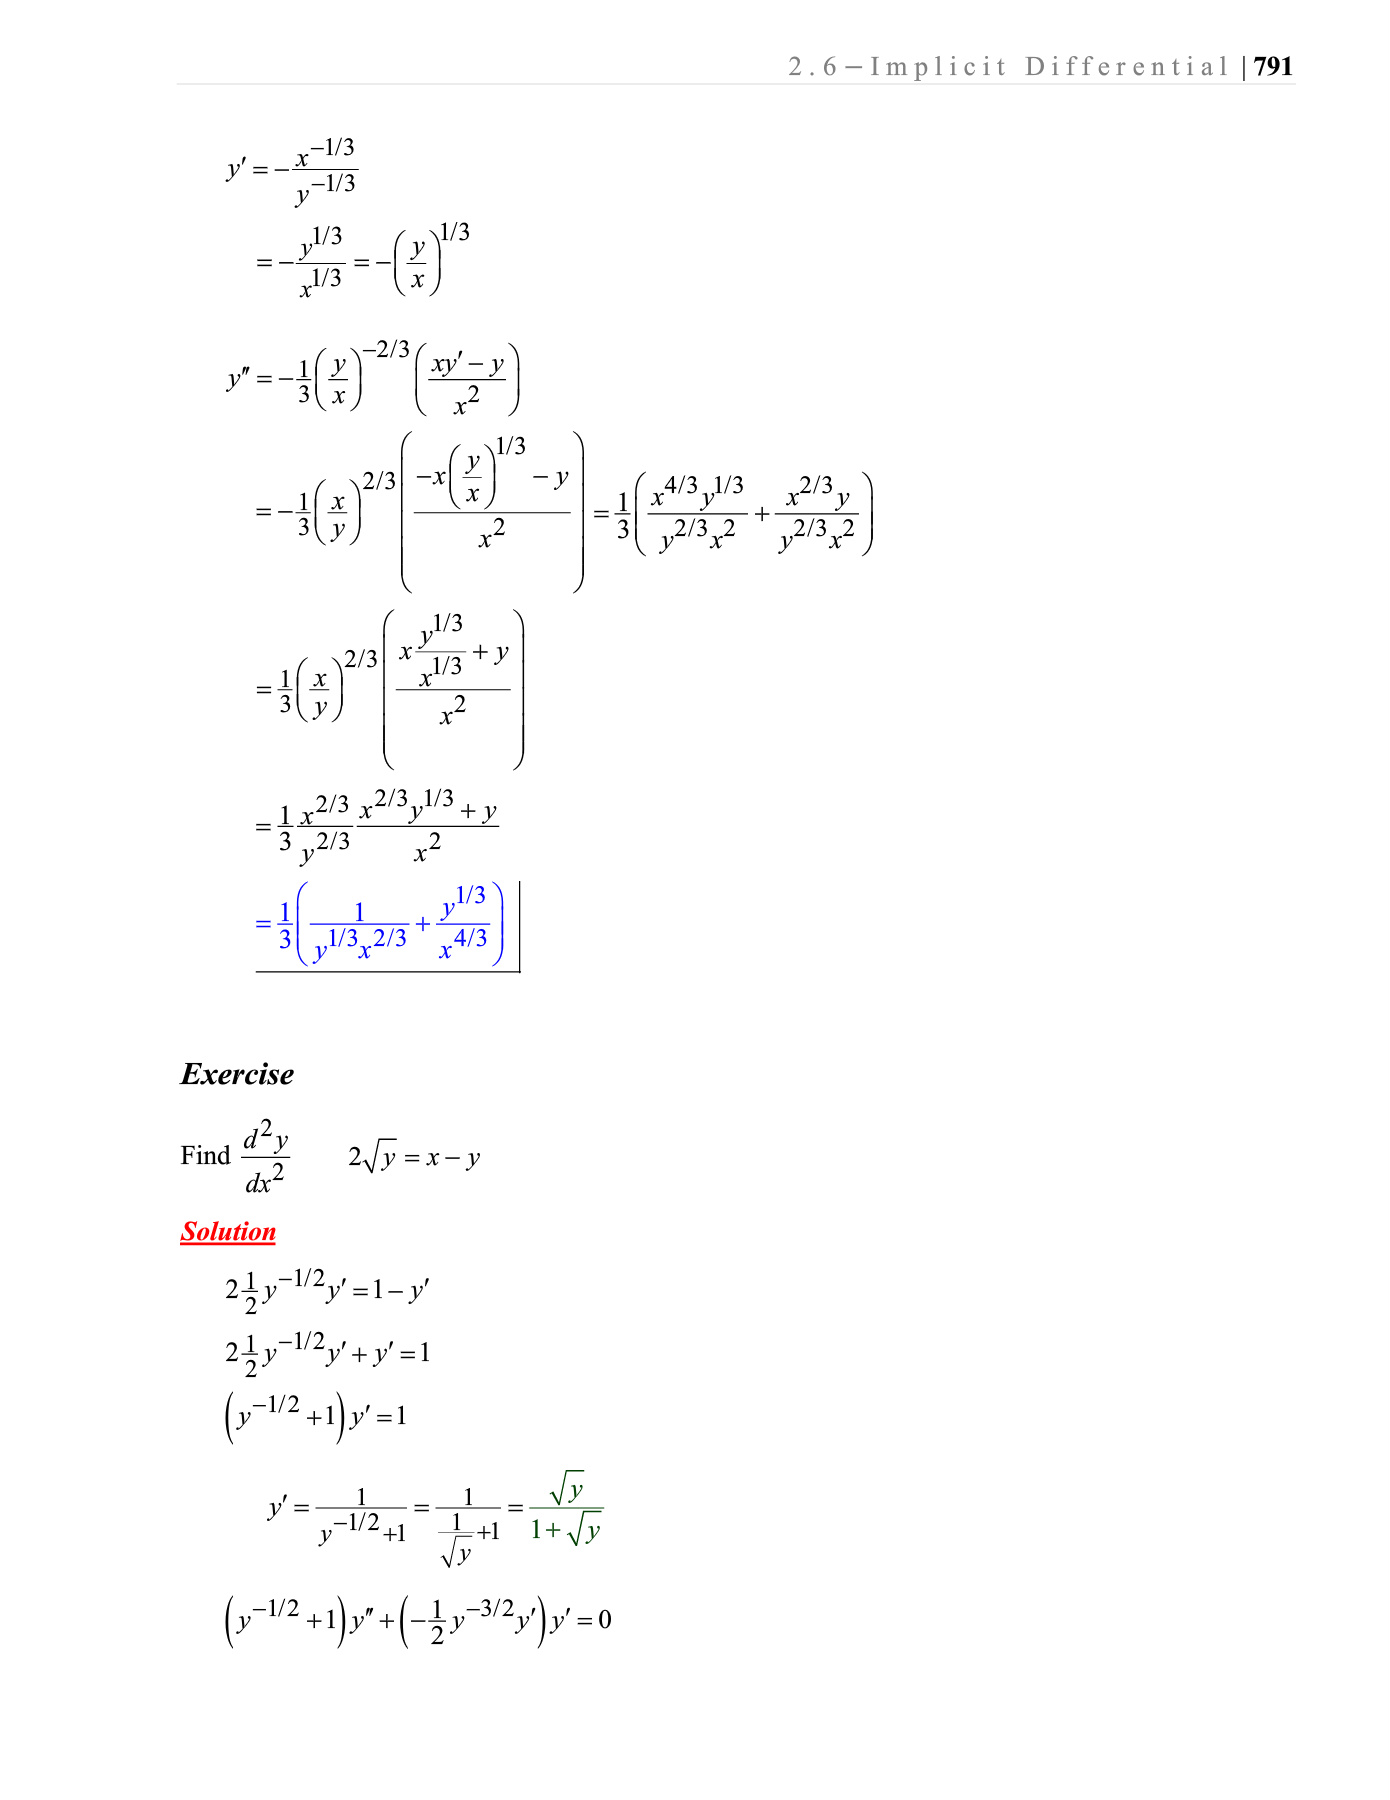 2.6 – Implicit Differential | 791
y′ = −\frac{x^{−1/3}}{y^{−1/3}}
= −\frac{y^{1/3}}{x^{1/3}} = −\left(\frac{y}{x}\right)^{1/3}
y″ = −\frac{1}{3}\left(\frac{y}{x}\right)^{−2/3}\left(\frac{xy′ − y}{x^2}\right)
= −\frac{1}{3}\left(\frac{x}{y}\right)^{2/3}\left(\frac{−x\left(\frac{y}{x}\right)^{1/3} − y}{x^2}\right) = \frac{1}{3}\left(\frac{x^{4/3}y^{1/3}}{y^{2/3}x^2} + \frac{x^{2/3}y}{y^{2/3}x^2}\right)
= \frac{1}{3}\left(\frac{x}{y}\right)^{2/3}\left(\frac{x\frac{y^{1/3}}{x^{1/3}} + y}{x^2}\right)
= \frac{1}{3}\frac{x^{2/3}}{y^{2/3}}\frac{x^{2/3}y^{1/3} + y}{x^2}
= \frac{1}{3}\left(\frac{1}{y^{1/3}x^{2/3}} + \frac{y^{1/3}}{x^{4/3}}\right)
Exercise
Find \frac{d^2y}{dx^2} 2\sqrt{y} = x − y
Solution
2\frac{1}{2}y^{−1/2}y′ = 1 − y′
2\frac{1}{2}y^{−1/2}y′ + y′ = 1
\left(y^{−1/2} + 1\right)y′ = 1
y′ = \frac{1}{y^{−1/2} + 1} = \frac{1}{\frac{1}{\sqrt{y}} + 1} = \frac{\sqrt{y}}{1 + \sqrt{y}}
\left(y^{−1/2} + 1\right)y″ + \left(−\frac{1}{2}y^{−3/2}y′\right)y′ = 0